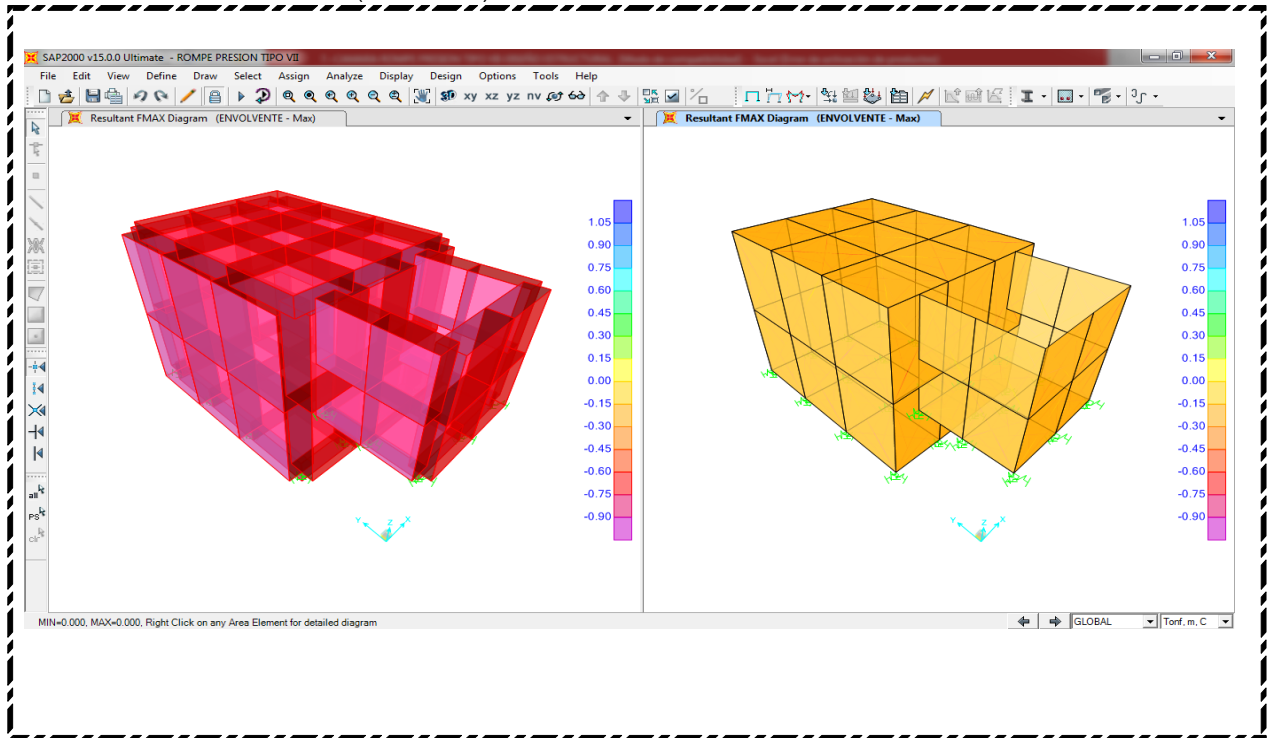 SAP2000 v15.0.0 Ultimate - ROMPE PRESION TIPO VII
File Edit View Define Draw Select Assign Analyze Display Design Options Tools Help
3D xy xz yz nv
Resultant FMAX Diagram (ENVOLVENTE - Max)
Resultant FMAX Diagram (ENVOLVENTE - Max)
all
PS
clr
1.05
0.90
0.75
0.60
0.45
0.30
0.15
0.00
-0.15
-0.30
-0.45
-0.60
-0.75
-0.90
Y Z X
1.05
0.90
0.75
0.60
0.45
0.30
0.15
0.00
-0.15
-0.30
-0.45
-0.60
-0.75
-0.90
Y Z X
MIN=0.000, MAX=0.000, Right Click on any Area Element for detailed diagram
GLOBAL
Tonf, m, C